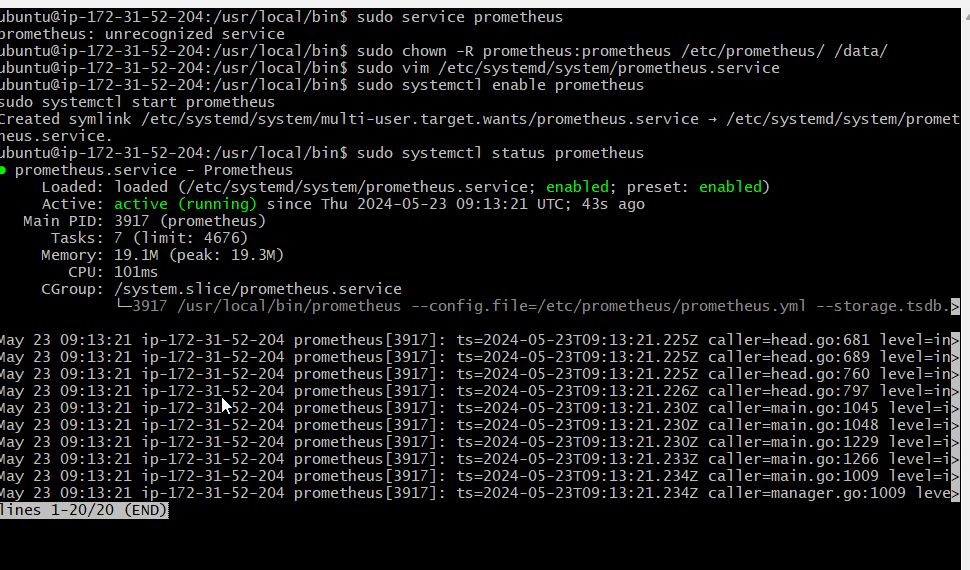 ubuntu@ip-172-31-52-204:/usr/local/bin$ sudo service prometheus
prometheus: unrecognized service
ubuntu@ip-172-31-52-204:/usr/local/bin$ sudo chown -R prometheus:prometheus /etc/prometheus/ /data/
ubuntu@ip-172-31-52-204:/usr/local/bin$ sudo vim /etc/systemd/system/prometheus.service
ubuntu@ip-172-31-52-204:/usr/local/bin$ sudo systemctl enable prometheus
sudo systemctl start prometheus
Created symlink /etc/systemd/system/multi-user.target.wants/prometheus.service → /etc/systemd/system/promet
heus.service.
ubuntu@ip-172-31-52-204:/usr/local/bin$ sudo systemctl status prometheus
● prometheus.service - Prometheus
Loaded: loaded (/etc/systemd/system/prometheus.service; enabled; preset: enabled)
Active: active (running) since Thu 2024-05-23 09:13:21 UTC; 43s ago
Main PID: 3917 (prometheus)
Tasks: 7 (limit: 4676)
Memory: 19.1M (peak: 19.3M)
CPU: 101ms
CGroup: /system.slice/prometheus.service
└─3917 /usr/local/bin/prometheus --config.file=/etc/prometheus/prometheus.yml --storage.tsdb.>
May 23 09:13:21 ip-172-31-52-204 prometheus[3917]: ts=2024-05-23T09:13:21.225Z caller=head.go:681 level=in>
May 23 09:13:21 ip-172-31-52-204 prometheus[3917]: ts=2024-05-23T09:13:21.225Z caller=head.go:689 level=in>
May 23 09:13:21 ip-172-31-52-204 prometheus[3917]: ts=2024-05-23T09:13:21.225Z caller=head.go:760 level=in>
May 23 09:13:21 ip-172-31-52-204 prometheus[3917]: ts=2024-05-23T09:13:21.226Z caller=head.go:797 level=in>
May 23 09:13:21 ip-172-31-52-204 prometheus[3917]: ts=2024-05-23T09:13:21.230Z caller=main.go:1045 level=i>
May 23 09:13:21 ip-172-31-52-204 prometheus[3917]: ts=2024-05-23T09:13:21.230Z caller=main.go:1048 level=i>
May 23 09:13:21 ip-172-31-52-204 prometheus[3917]: ts=2024-05-23T09:13:21.230Z caller=main.go:1229 level=i>
May 23 09:13:21 ip-172-31-52-204 prometheus[3917]: ts=2024-05-23T09:13:21.233Z caller=main.go:1266 level=i>
May 23 09:13:21 ip-172-31-52-204 prometheus[3917]: ts=2024-05-23T09:13:21.234Z caller=main.go:1009 level=i>
May 23 09:13:21 ip-172-31-52-204 prometheus[3917]: ts=2024-05-23T09:13:21.234Z caller=manager.go:1009 leve>
lines 1-20/20 (END)